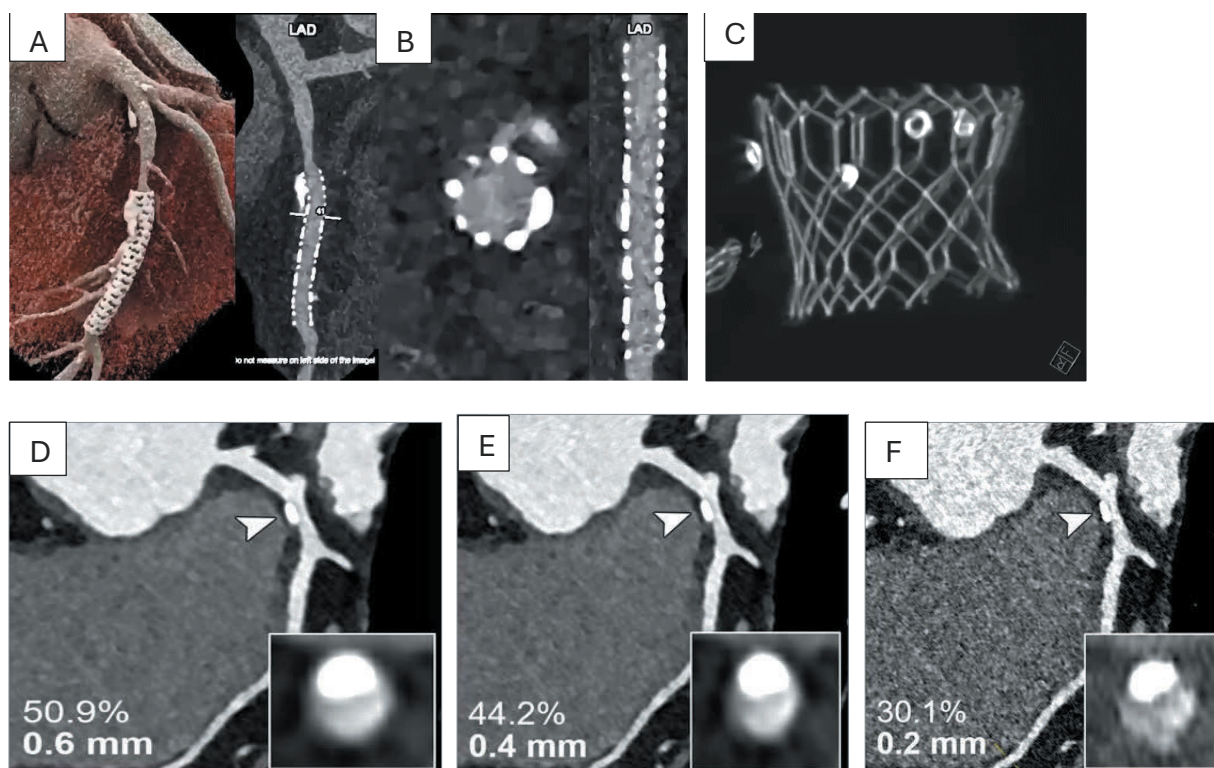 A
LAD
B
LAD
C
41
Do not measure on left side of the image!
D
E
F
50.9%
0.6 mm
44.2%
0.4 mm
30.1%
0.2 mm